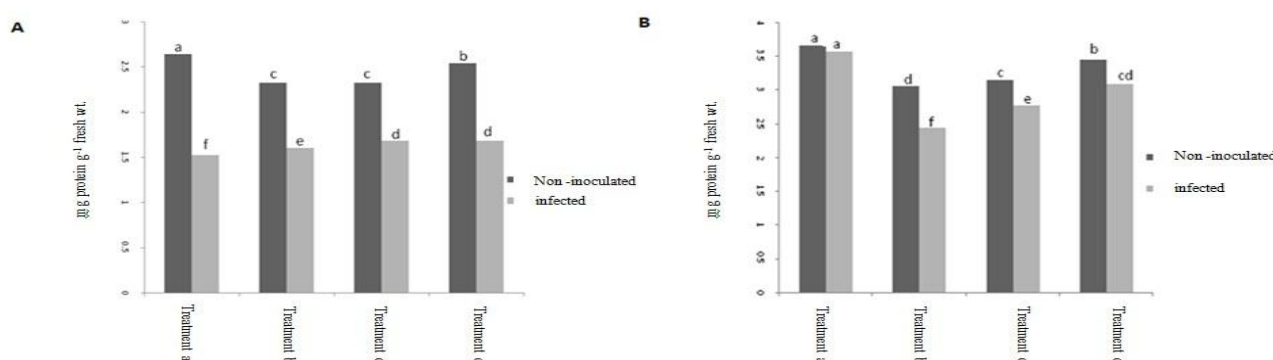 A
3
2.5
2
1.5
1
0.5
0
mg protein g-1 fresh wt.
a
f
c
e
c
d
b
d
Treatment a
Treatment
Treatment
Treatment
Non -inoculated
infected
B
4
3.5
3
2.5
2
1.5
1
0.5
0
mg protein g-1 fresh wt.
a
a
d
f
c
e
b
cd
Treatment a
Treatment
Treatment
Treatment
Non -inoculated
infected